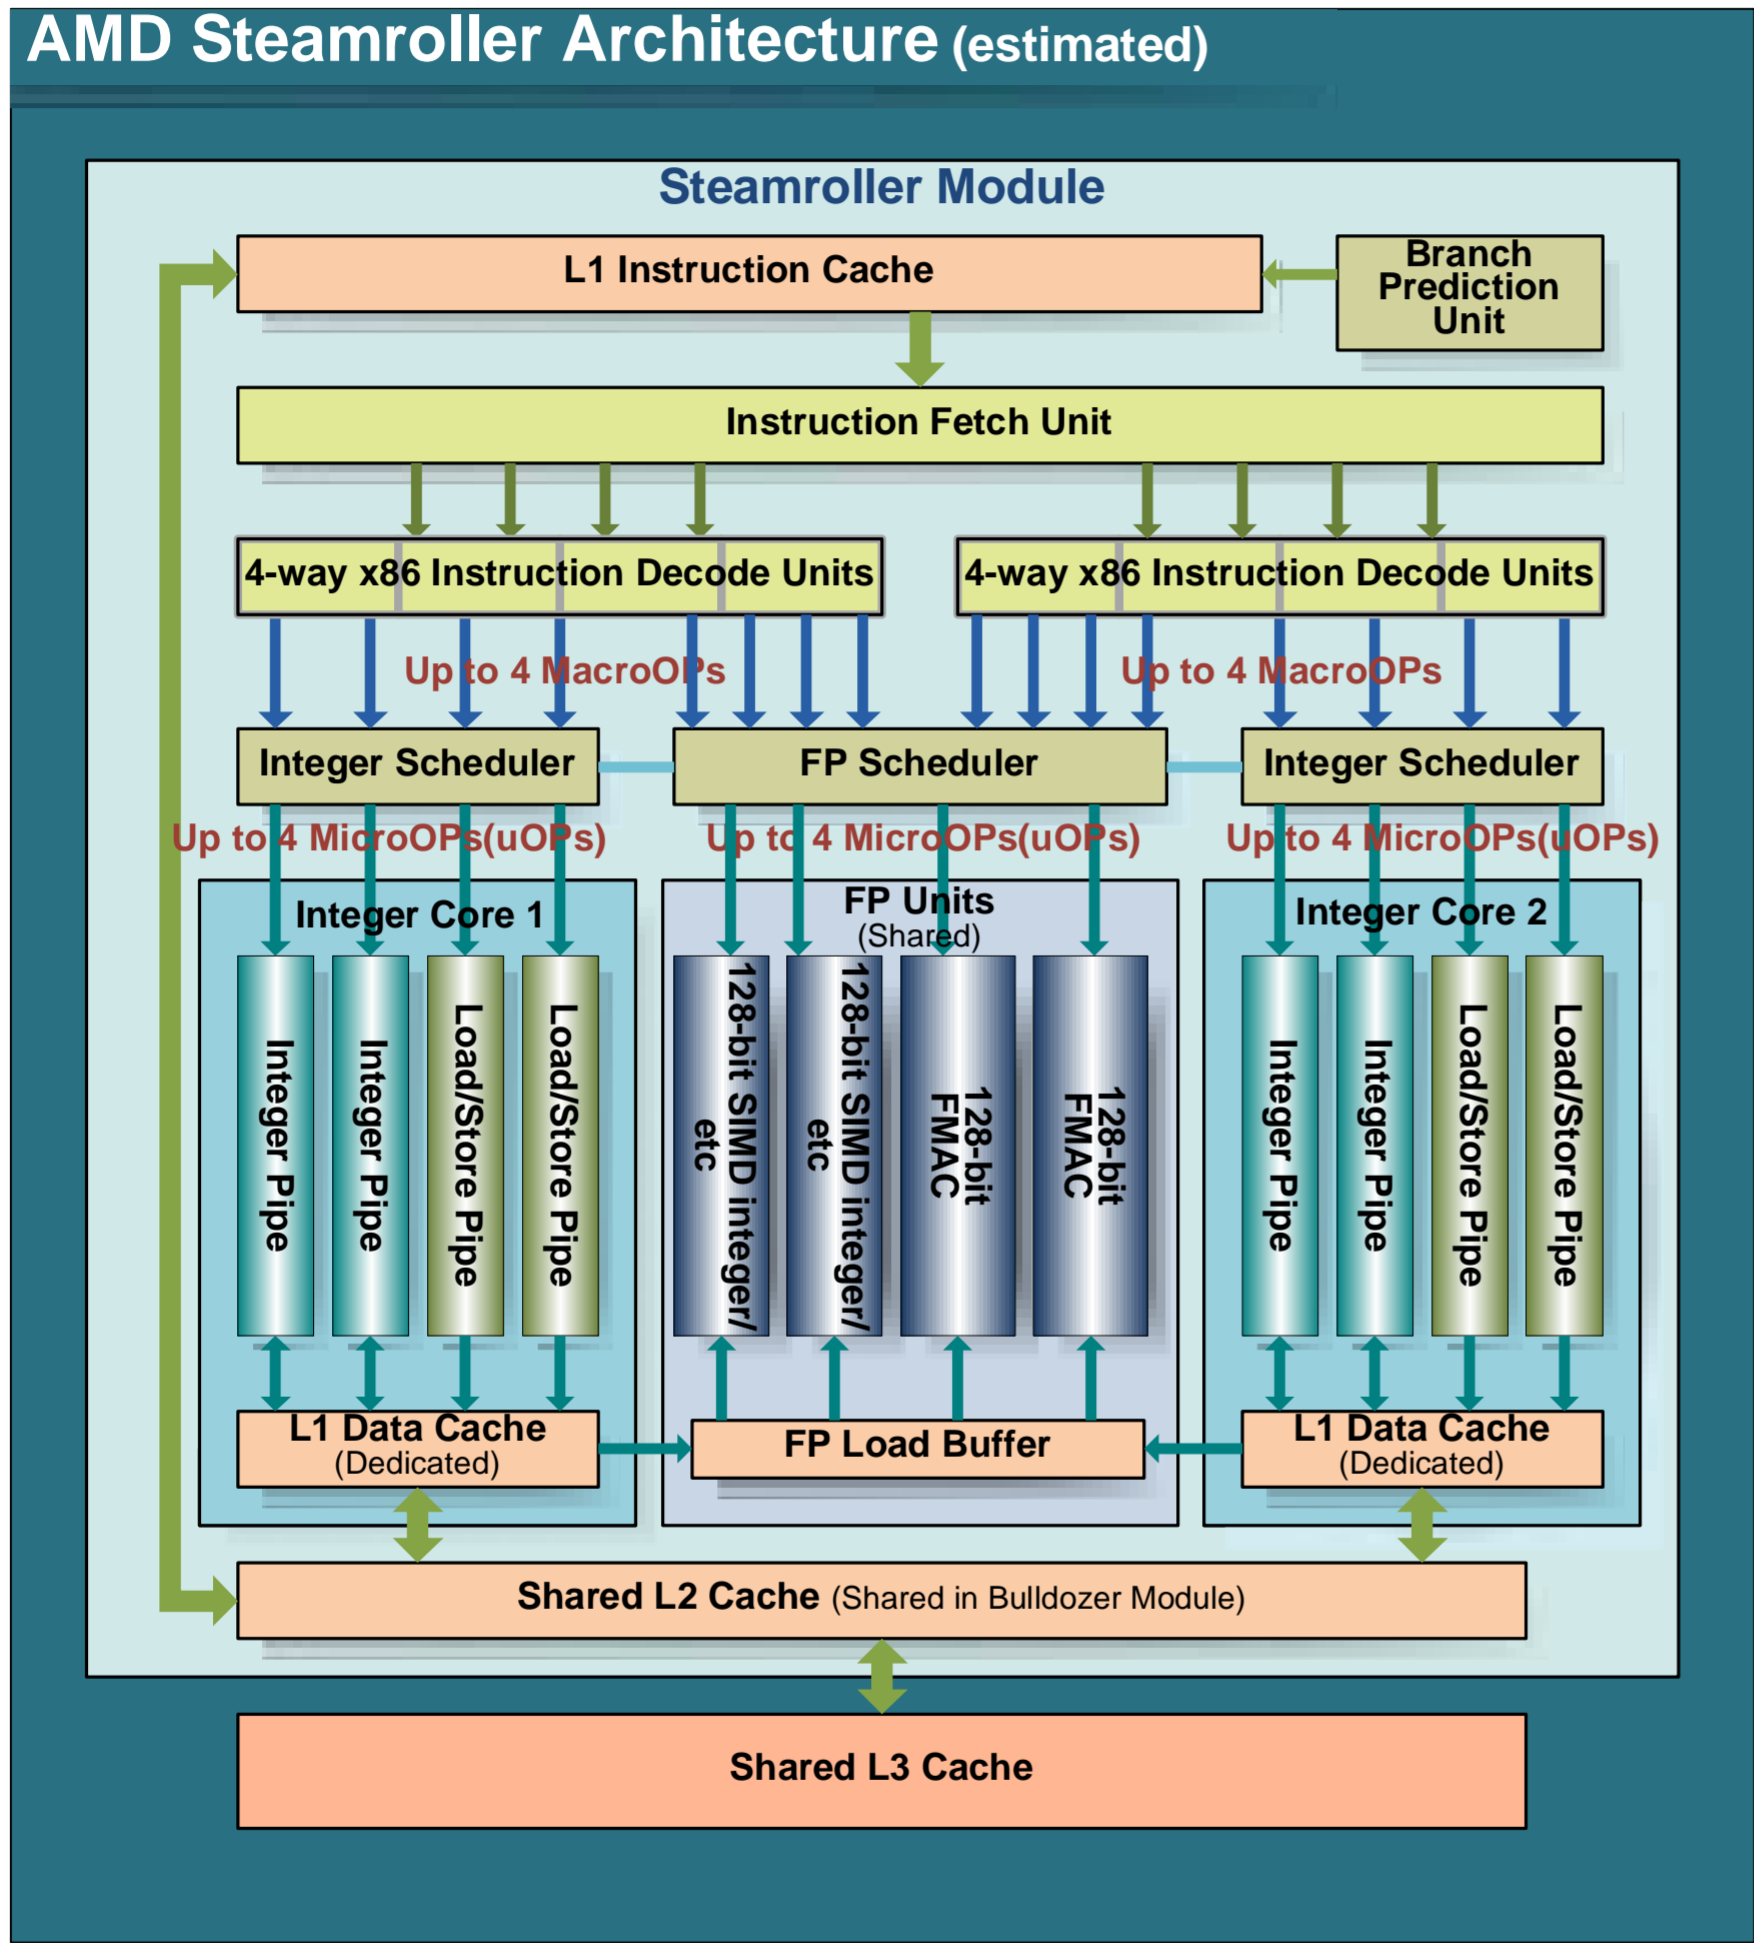 AMD Steamroller Architecture (estimated)
Steamroller Module
L1 Instruction Cache
Branch
Prediction
Unit
Instruction Fetch Unit
4-way x86 Instruction Decode Units
4-way x86 Instruction Decode Units
Up to 4 MacroOPs
Up to 4 MacroOPs
Integer Scheduler
FP Scheduler
Integer Scheduler
Up to 4 MicroOPs(uOPs)
Up to 4 MicroOPs(uOPs)
Up to 4 MicroOPs(uOPs)
Integer Core 1
FP Units
(Shared)
Integer Core 2
Integer Pipe
Integer Pipe
Load/Store Pipe
Load/Store Pipe
128-bit SIMD integer/
etc
128-bit SIMD integer/
etc
128-bit
FMAC
128-bit
FMAC
Integer Pipe
Integer Pipe
Load/Store Pipe
Load/Store Pipe
L1 Data Cache
(Dedicated)
FP Load Buffer
L1 Data Cache
(Dedicated)
Shared L2 Cache (Shared in Bulldozer Module)
Shared L3 Cache